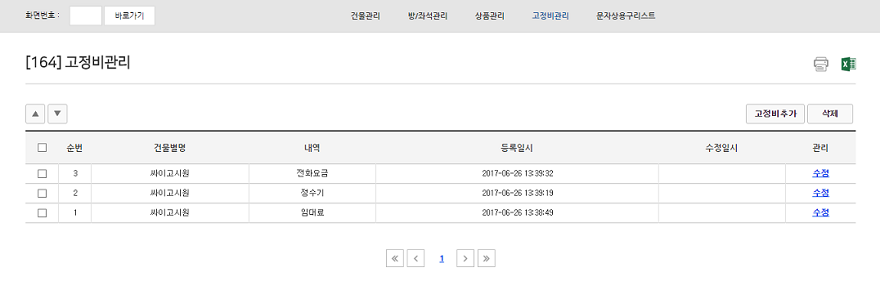 화면번호 : 바로가기 건물관리 방/좌석관리 상품관리 고정비관리 문자상용구리스트
[164] 고정비관리
고정비추가 삭제
순번 건물별명 내역 등록일시 수정일시 관리
3 싸이고시원 전화요금 2017-06-26 13:39:32 수정
2 싸이고시원 정수기 2017-06-26 13:39:19 수정
1 싸이고시원 임대료 2017-06-26 13:38:49 수정
1